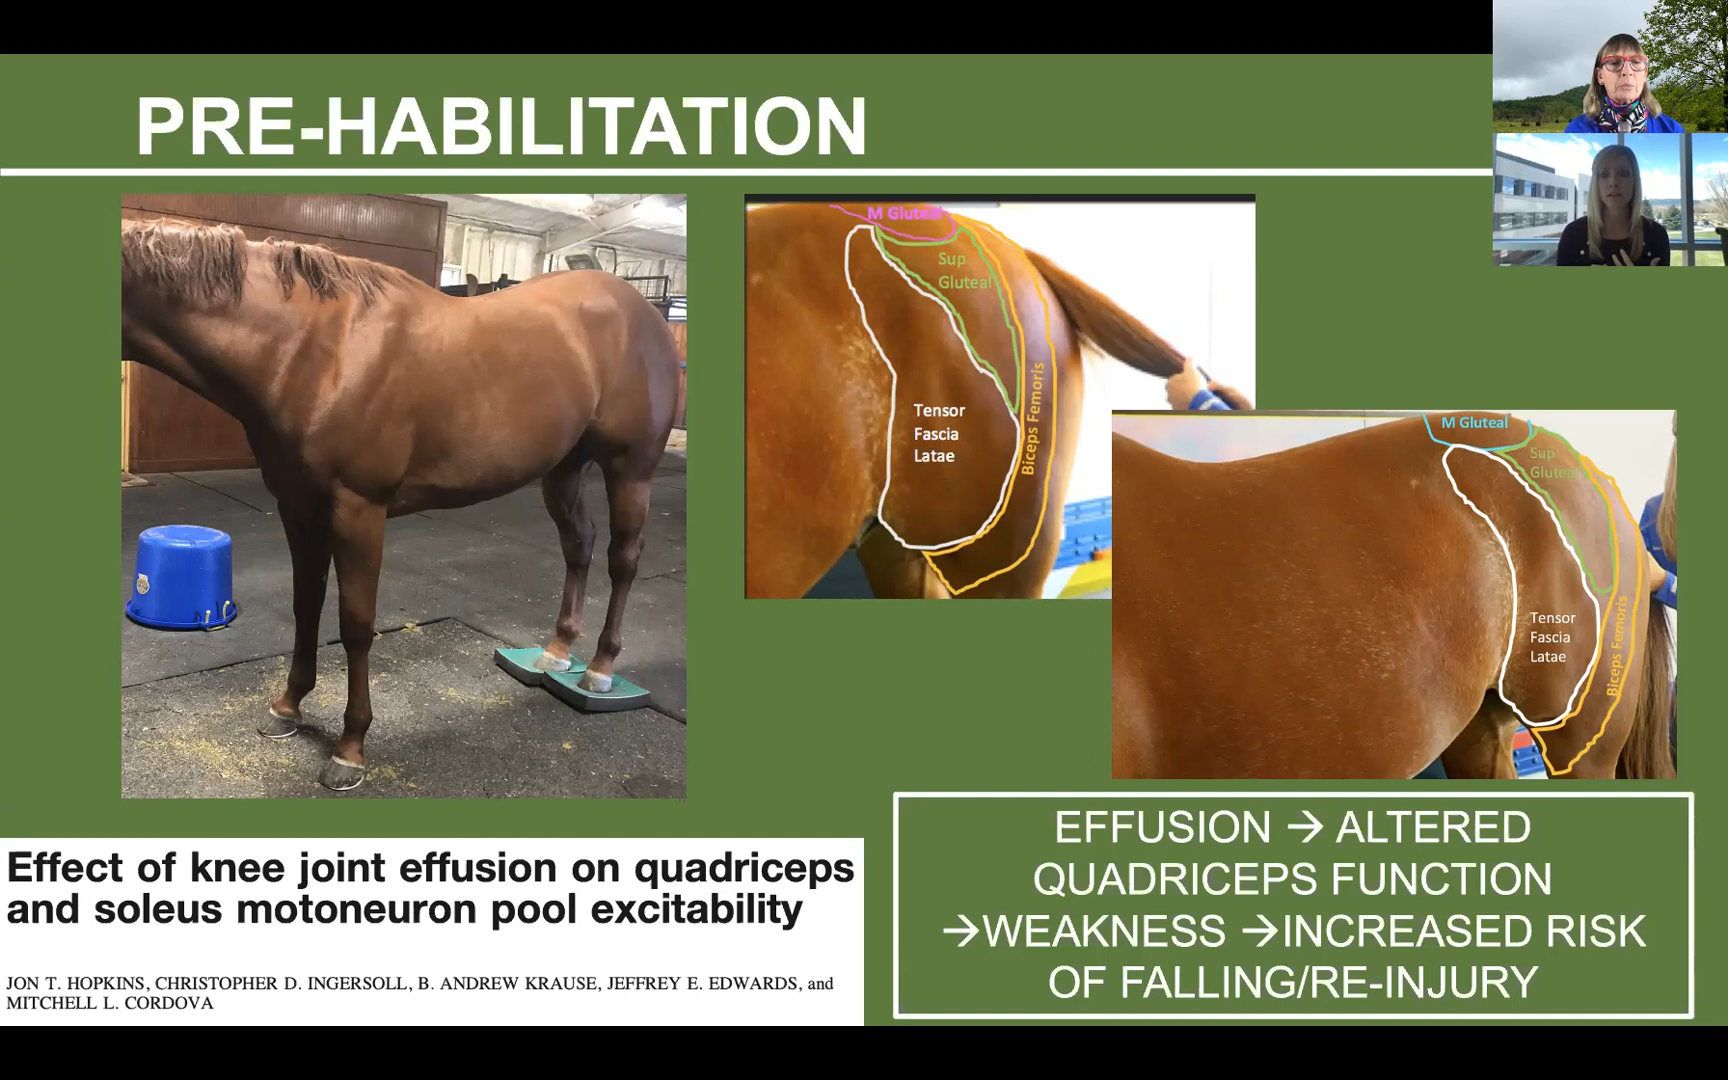 PRE-HABILITATION
M Gluteal
Sup
Gluteal
Tensor
Fascia
Latae
Biceps Femoris
M Gluteal
Sup
Gluteal
Tensor
Fascia
Latae
Biceps Femoris
Effect of knee joint effusion on quadriceps
and soleus motoneuron pool excitability
JON T. HOPKINS, CHRISTOPHER D. INGERSOLL, B. ANDREW KRAUSE, JEFFREY E. EDWARDS, and
MITCHELL L. CORDOVA
EFFUSION → ALTERED
QUADRICEPS FUNCTION
→WEAKNESS →INCREASED RISK
OF FALLING/RE-INJURY